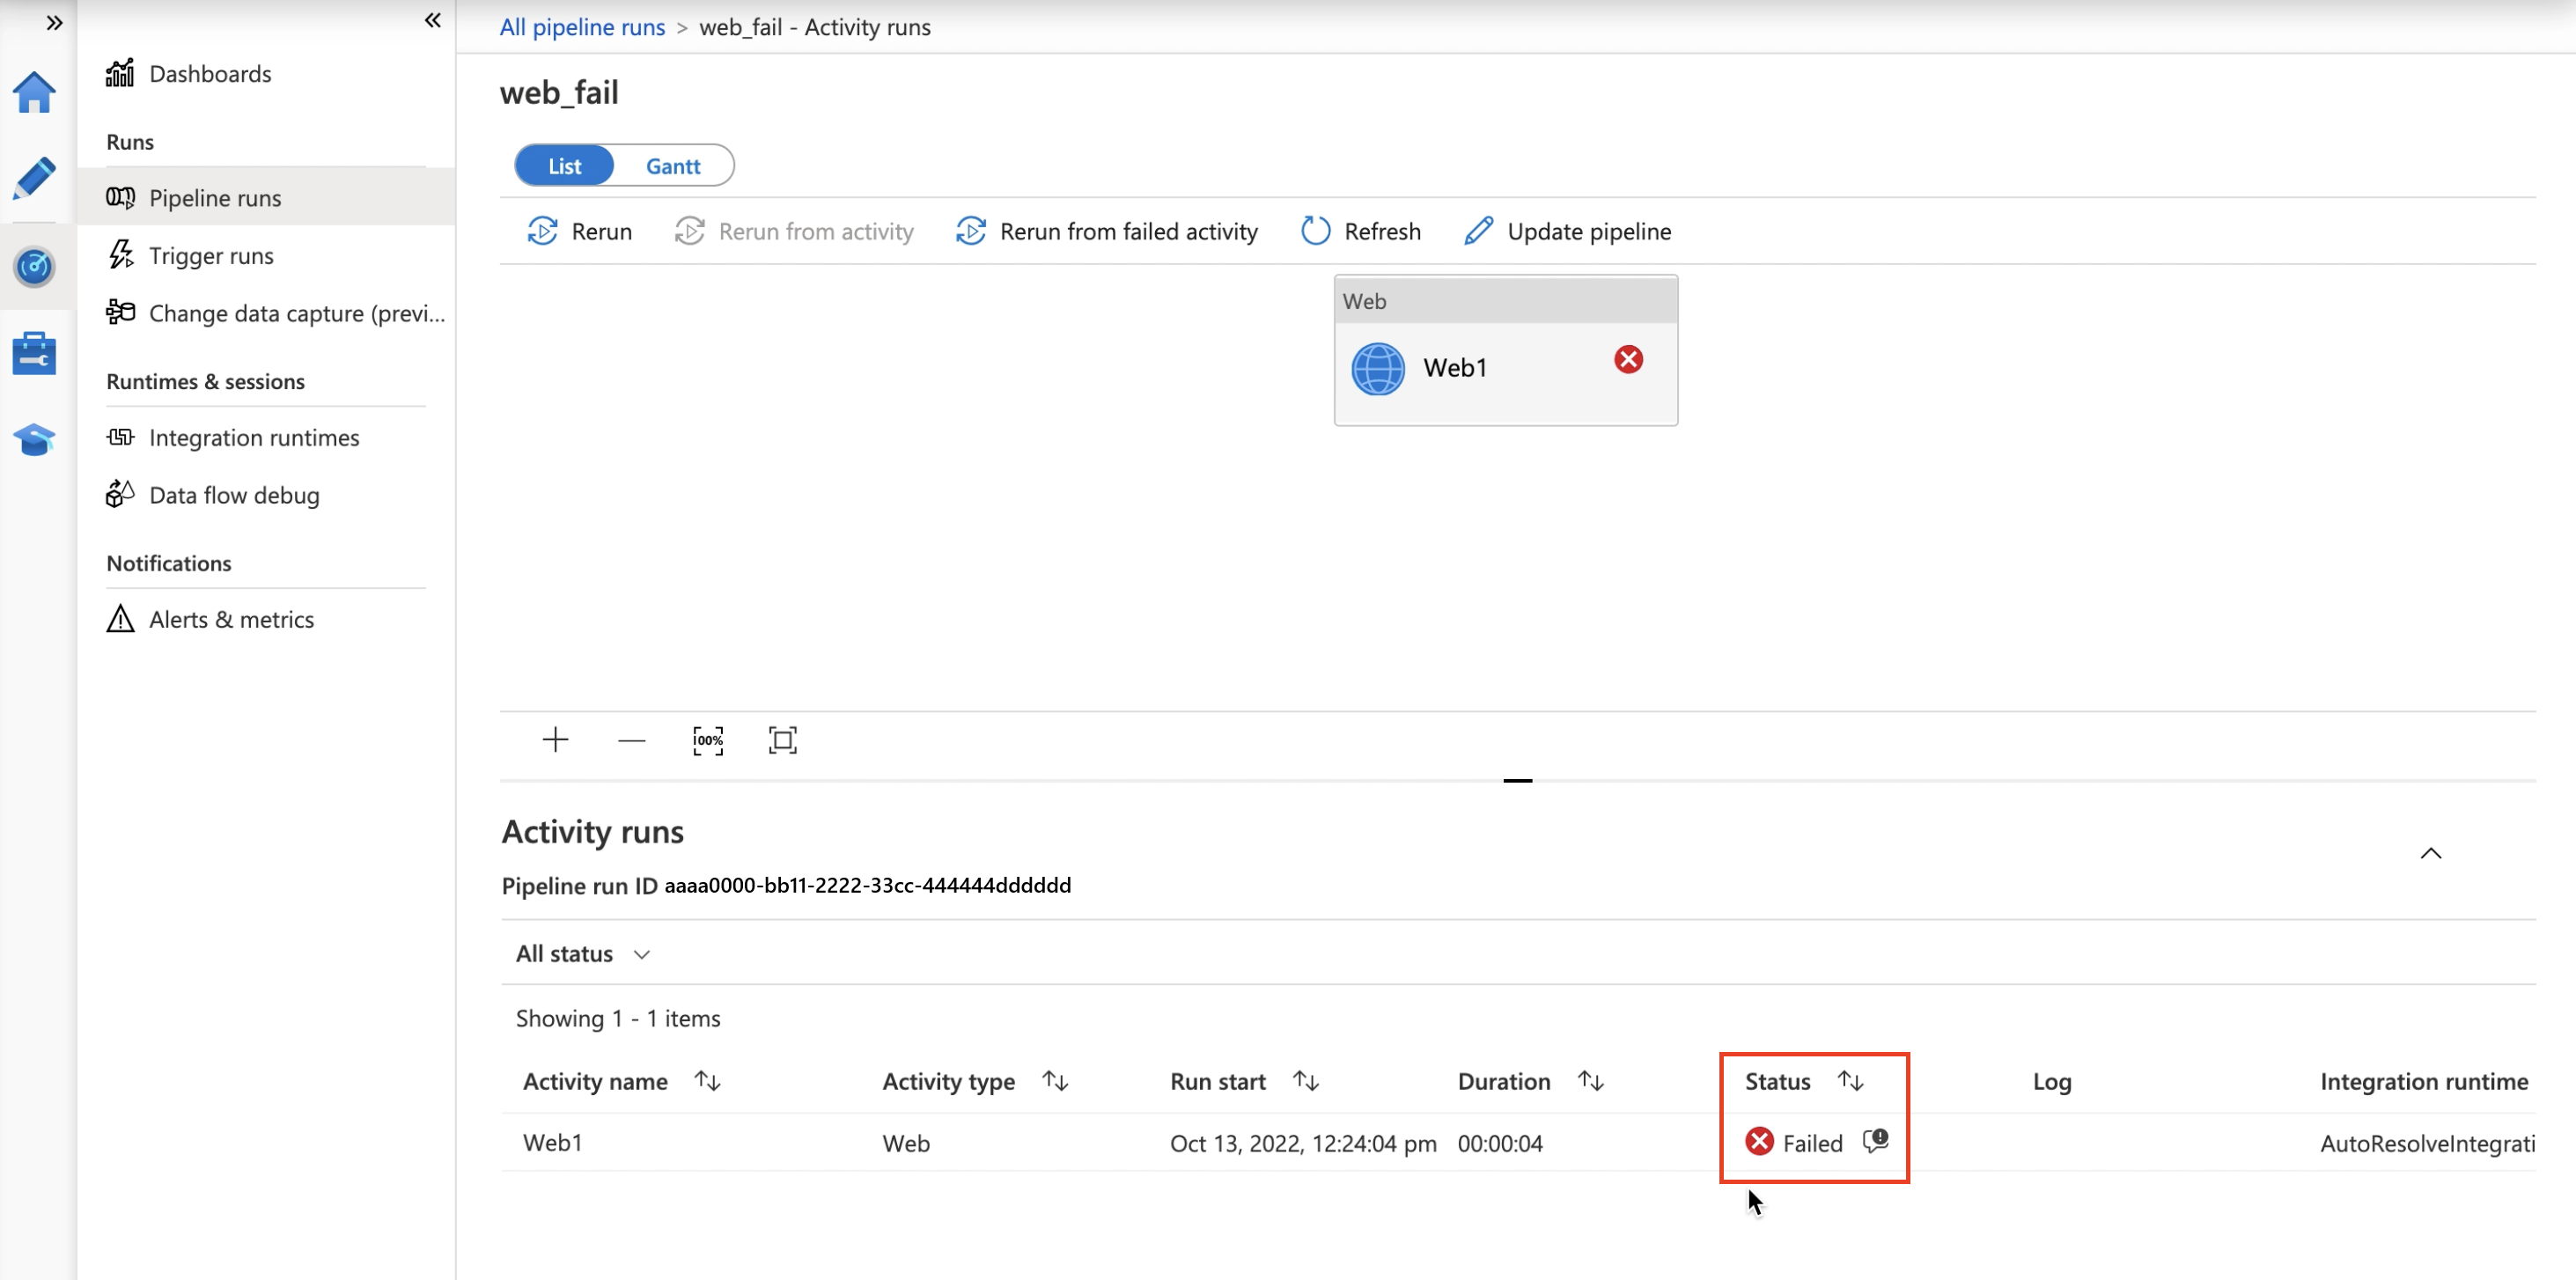 All pipeline runs > web_fail - Activity runs
Dashboards
Runs
Pipeline runs
Trigger runs
Change data capture (previ...
Runtimes & sessions
Integration runtimes
Data flow debug
Notifications
Alerts & metrics
web_fail
List Gantt
Rerun Rerun from activity Rerun from failed activity Refresh Update pipeline
Web
Web1
100%
Activity runs
Pipeline run ID aaaa0000-bb11-2222-33cc-444444dddddd
All status
Showing 1 - 1 items
Activity name Activity type Run start Duration Status Log Integration runtime
Web1 Web Oct 13, 2022, 12:24:04 pm 00:00:04 Failed AutoResolveIntegrati